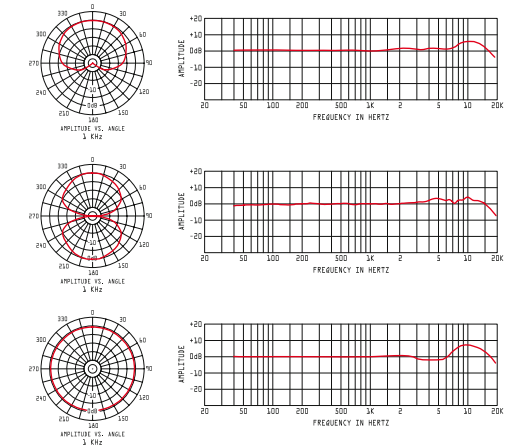 0
330 30
300 60
270 90
240 120
210 150
180
-10
0dB
AMPLITUDE VS. ANGLE
1 KHz
AMPLITUDE
+20
+10
0dB
-10
-20
20 50 100 200 500 1K 2 5 10 20K
FREQUENCY IN HERTZ
0
330 30
300 60
270 90
240 120
210 150
180
-10
0dB
AMPLITUDE VS. ANGLE
1 KHz
AMPLITUDE
+20
+10
0dB
-10
-20
20 50 100 200 500 1K 2 5 10 20K
FREQUENCY IN HERTZ
0
330 30
300 60
270 90
240 120
210 150
180
-10
0dB
AMPLITUDE VS. ANGLE
1 KHz
AMPLITUDE
+20
+10
0dB
-10
-20
20 50 100 200 500 1K 2 5 10 20K
FREQUENCY IN HERTZ